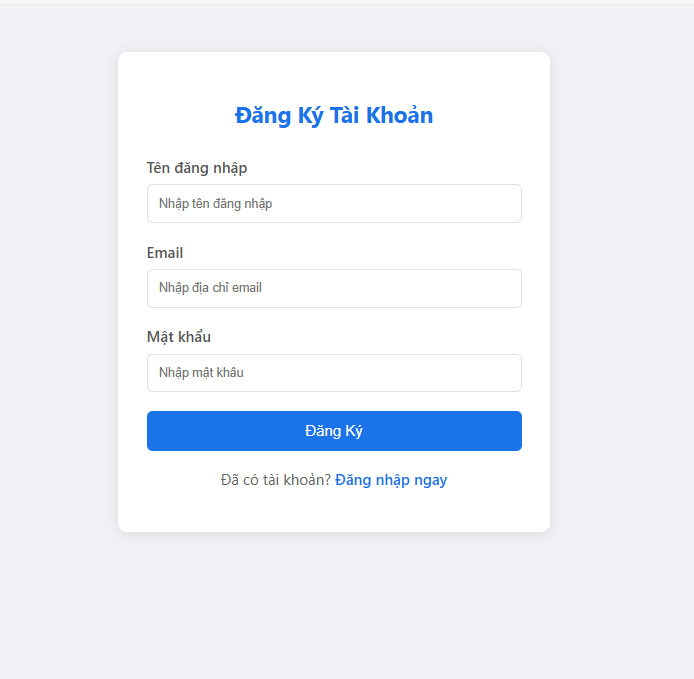 Đăng Ký Tài Khoản
Tên đăng nhập
Nhập tên đăng nhập
Email
Nhập địa chỉ email
Mật khẩu
Nhập mật khẩu
Đăng Ký
Đã có tài khoản? Đăng nhập ngay